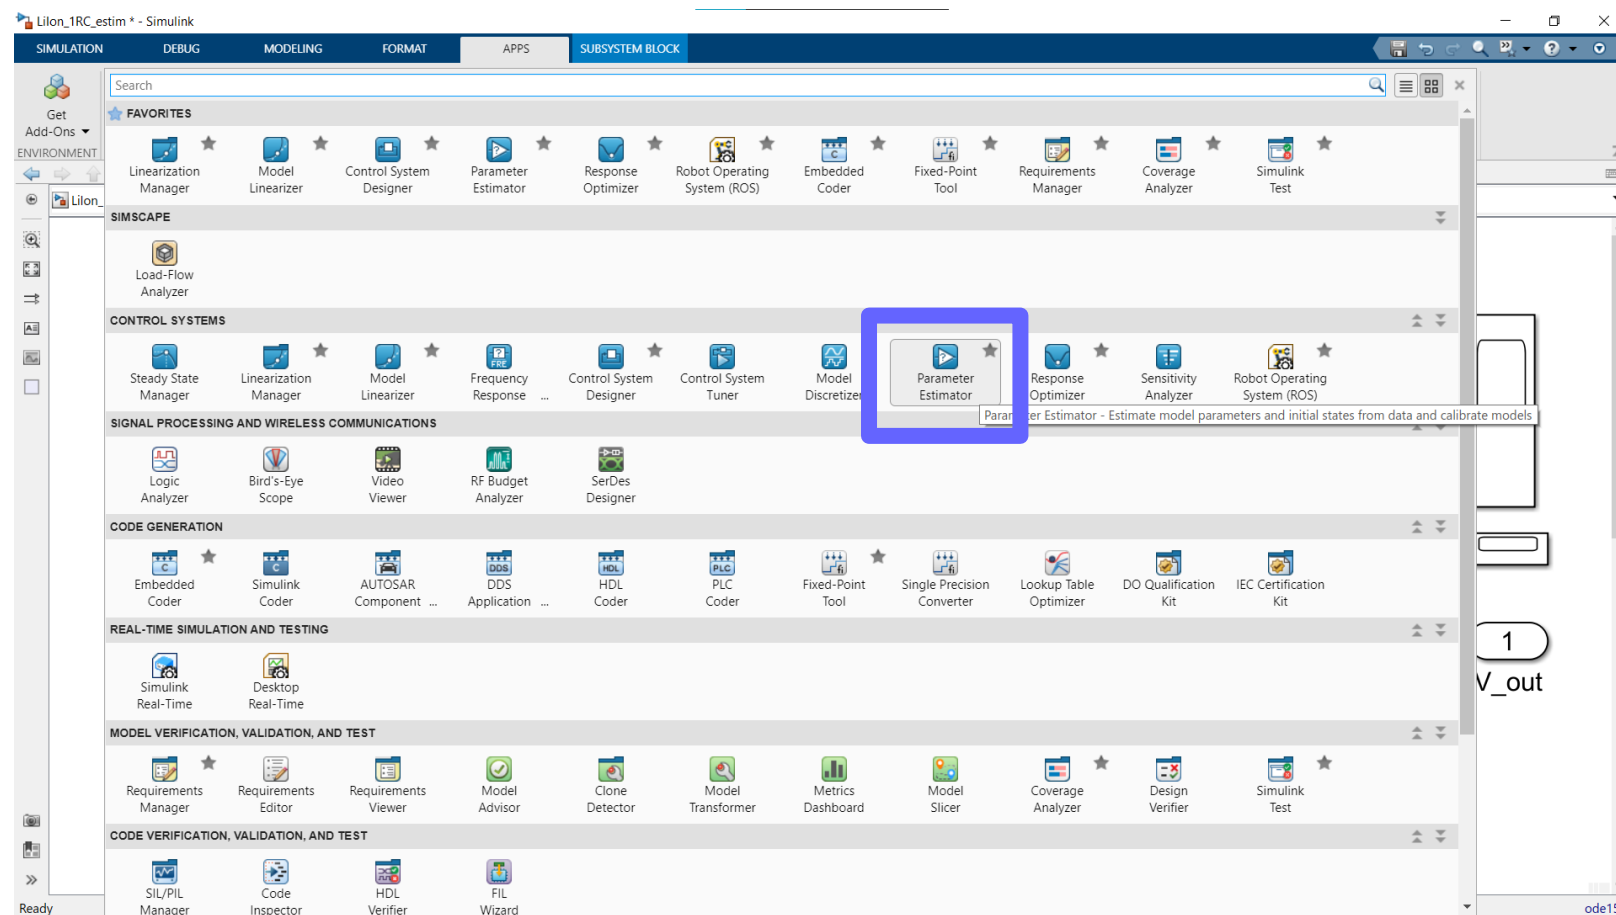 LiIon_1RC_estim * - Simulink
SIMULATION DEBUG MODELING FORMAT APPS SUBSYSTEM BLOCK
Get
Add-Ons
ENVIRONMENT
LiIon_
Search
FAVORITES
Linearization Manager
Model Linearizer
Control System Designer
Parameter Estimator
Response Optimizer
Robot Operating System (ROS)
Embedded Coder
Fixed-Point Tool
Requirements Manager
Coverage Analyzer
Simulink Test
SIMSCAPE
Load-Flow Analyzer
CONTROL SYSTEMS
Steady State Manager
Linearization Manager
Model Linearizer
Frequency Response ...
Control System Designer
Control System Tuner
Model Discretizer
Parameter Estimator
Response Optimizer
Sensitivity Analyzer
Robot Operating System (ROS)
Parameter Estimator - Estimate model parameters and initial states from data and calibrate models
SIGNAL PROCESSING AND WIRELESS COMMUNICATIONS
Logic Analyzer
Bird's-Eye Scope
Video Viewer
RF Budget Analyzer
SerDes Designer
CODE GENERATION
Embedded Coder
Simulink Coder
AUTOSAR Component ...
DDS Application ...
HDL Coder
PLC Coder
Fixed-Point Tool
Single Precision Converter
Lookup Table Optimizer
DO Qualification Kit
IEC Certification Kit
REAL-TIME SIMULATION AND TESTING
Simulink Real-Time
Desktop Real-Time
1
V_out
MODEL VERIFICATION, VALIDATION, AND TEST
Requirements Manager
Requirements Editor
Requirements Viewer
Model Advisor
Clone Detector
Model Transformer
Metrics Dashboard
Model Slicer
Coverage Analyzer
Design Verifier
Simulink Test
CODE VERIFICATION, VALIDATION, AND TEST
SIL/PIL Manager
Code Inspector
HDL Verifier
FIL Wizard
Ready
ode15